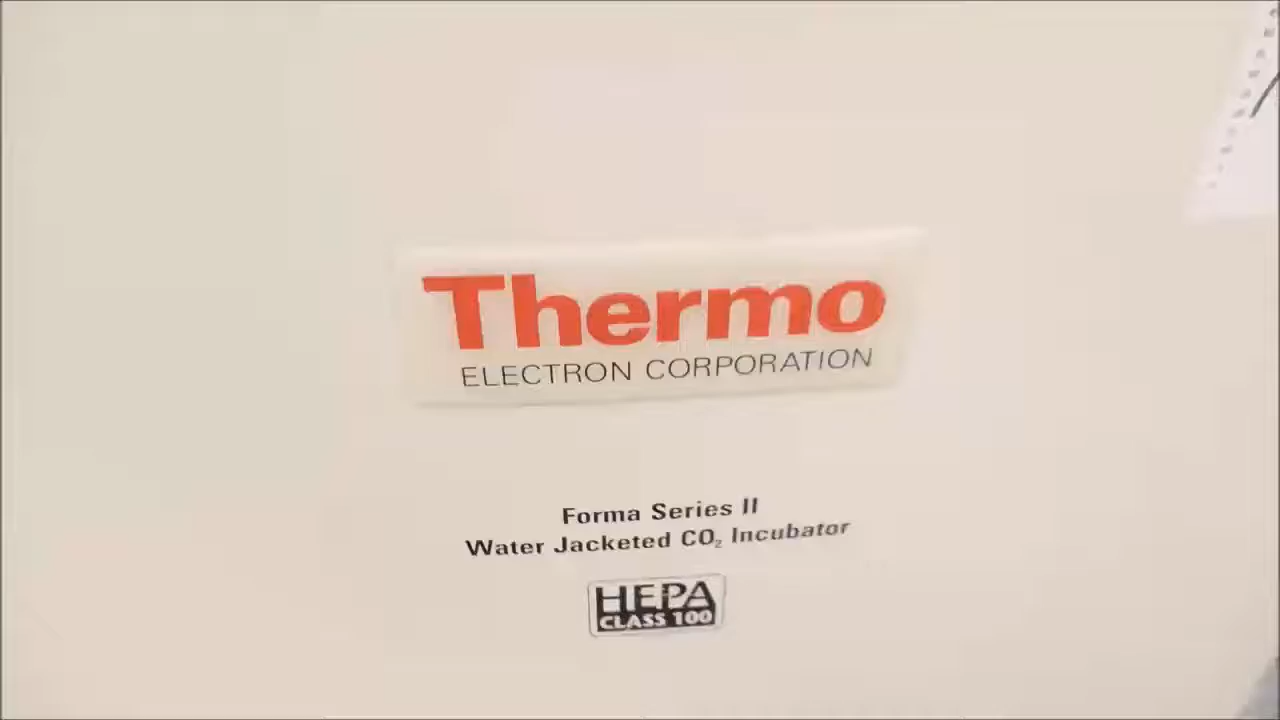 Thermo
ELECTRON CORPORATION
Forma Series II
Water Jacketed CO₂ Incubator
HEPA
CLASS 100